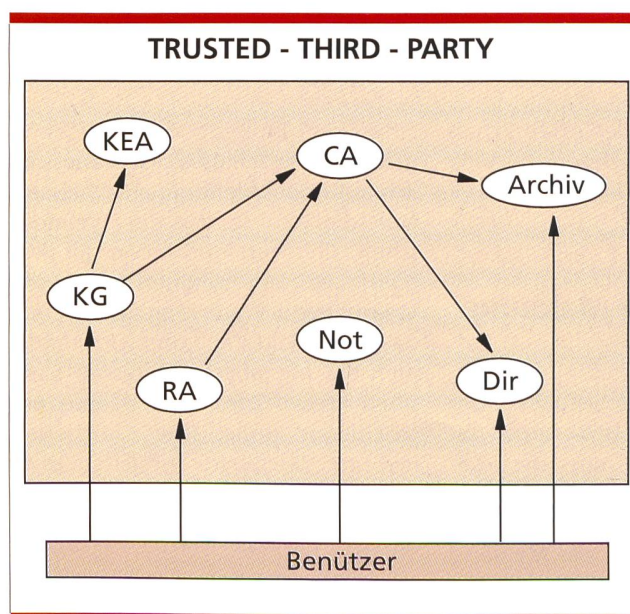 TRUSTED - THIRD - PARTY
KEA
CA
Archiv
KG
Not
RA
Dir
Benützer